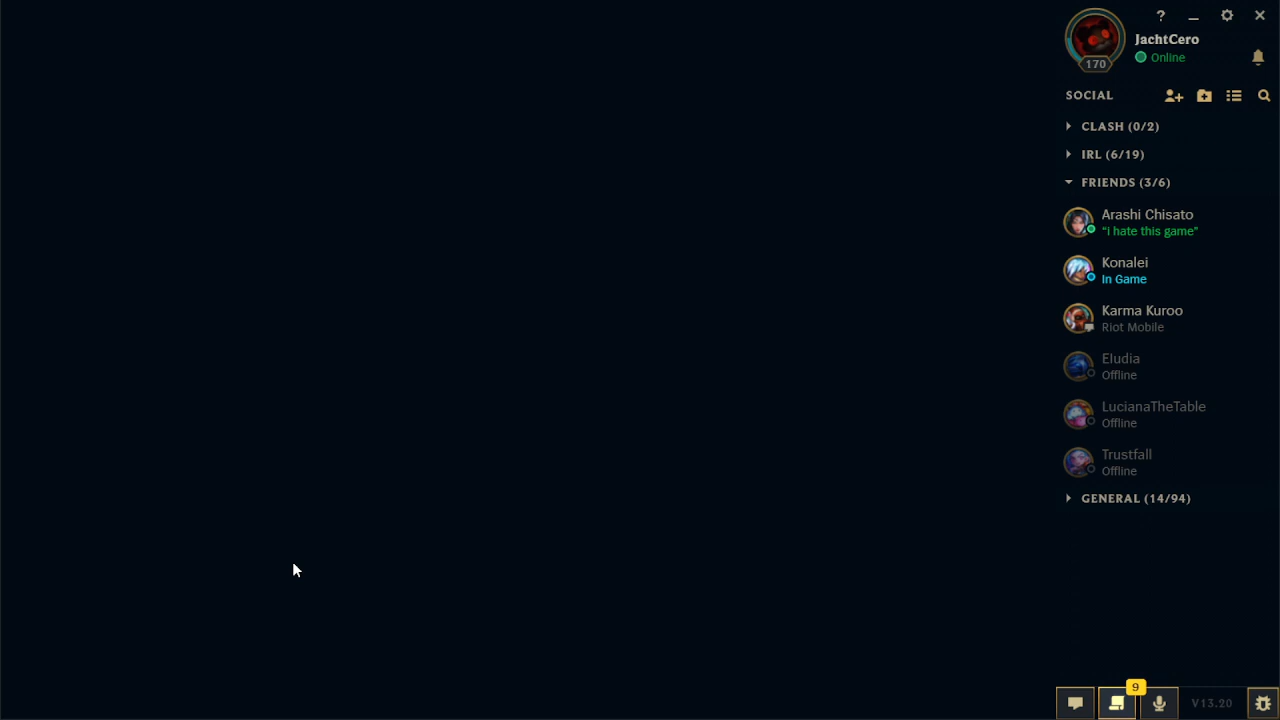 ?
JachtCero
Online
170
SOCIAL
CLASH (0/2)
IRL (6/19)
FRIENDS (3/6)
Arashi Chisato
"i hate this game"
Konalei
In Game
Karma Kuroo
Riot Mobile
Eludia
Offline
LucianaTheTable
Offline
Trustfall
Offline
GENERAL (14/94)
9
V13.20